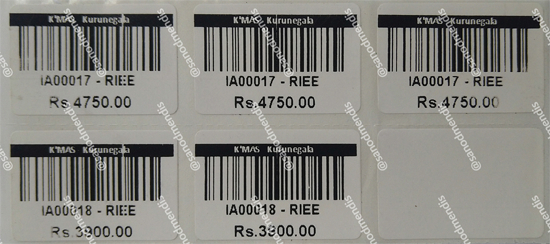 K'MAS Kurunegala
IA00017 - RIEE
Rs.4750.00
K'MAS Kurunegala
IA00017 - RIEE
Rs.4750.00
K'MAS Kurunegala
IA00017 - RIEE
Rs.4750.00
K'MAS Kurunegala
IA00018 - RIEE
Rs.3900.00
K'MAS Kurunegala
IA00018 - RIEE
Rs.3900.00
@sanodmendis